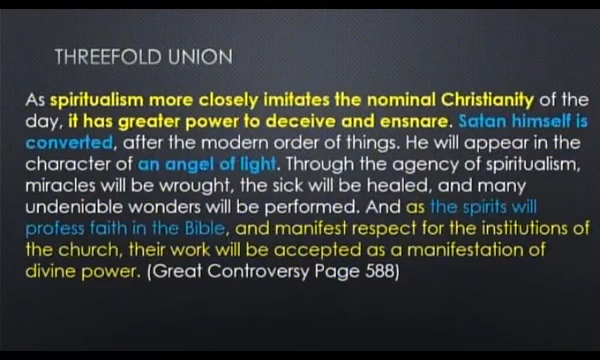 THREEFOLD UNION
As spiritualism more closely imitates the nominal Christianity of the
day, it has greater power to deceive and ensnare. Satan himself is
converted, after the modern order of things. He will appear in the
character of an angel of light. Through the agency of spiritualism,
miracles will be wrought, the sick will be healed, and many
undeniable wonders will be performed. And as the spirits will
profess faith in the Bible, and manifest respect for the institutions of
the church, their work will be accepted as a manifestation of
divine power. (Great Controversy Page 588)